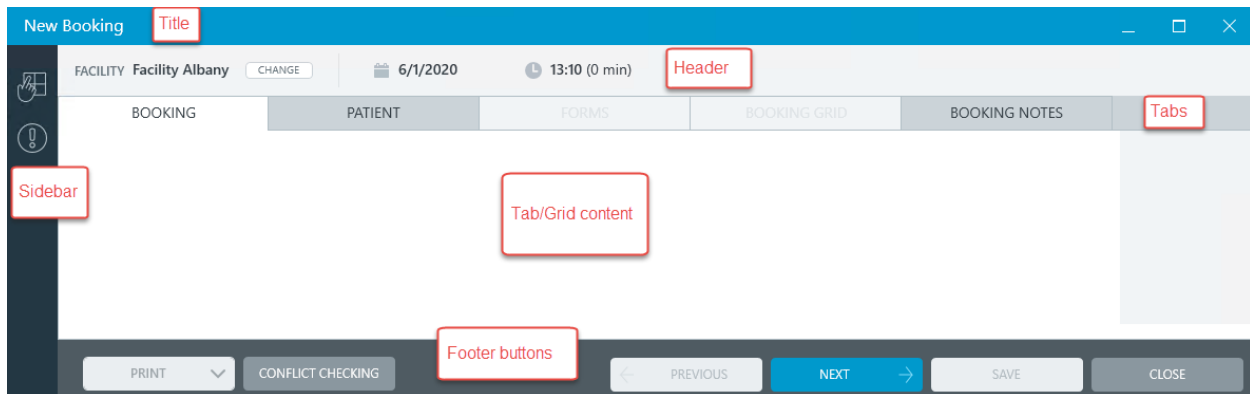 New Booking
Title
FACILITY Facility Albany CHANGE 6/1/2020 13:10 (0 min)
Header
BOOKING PATIENT FORMS BOOKING GRID BOOKING NOTES
Tabs
Sidebar
Tab/Grid content
Footer buttons
PRINT CONFLICT CHECKING PREVIOUS NEXT SAVE CLOSE